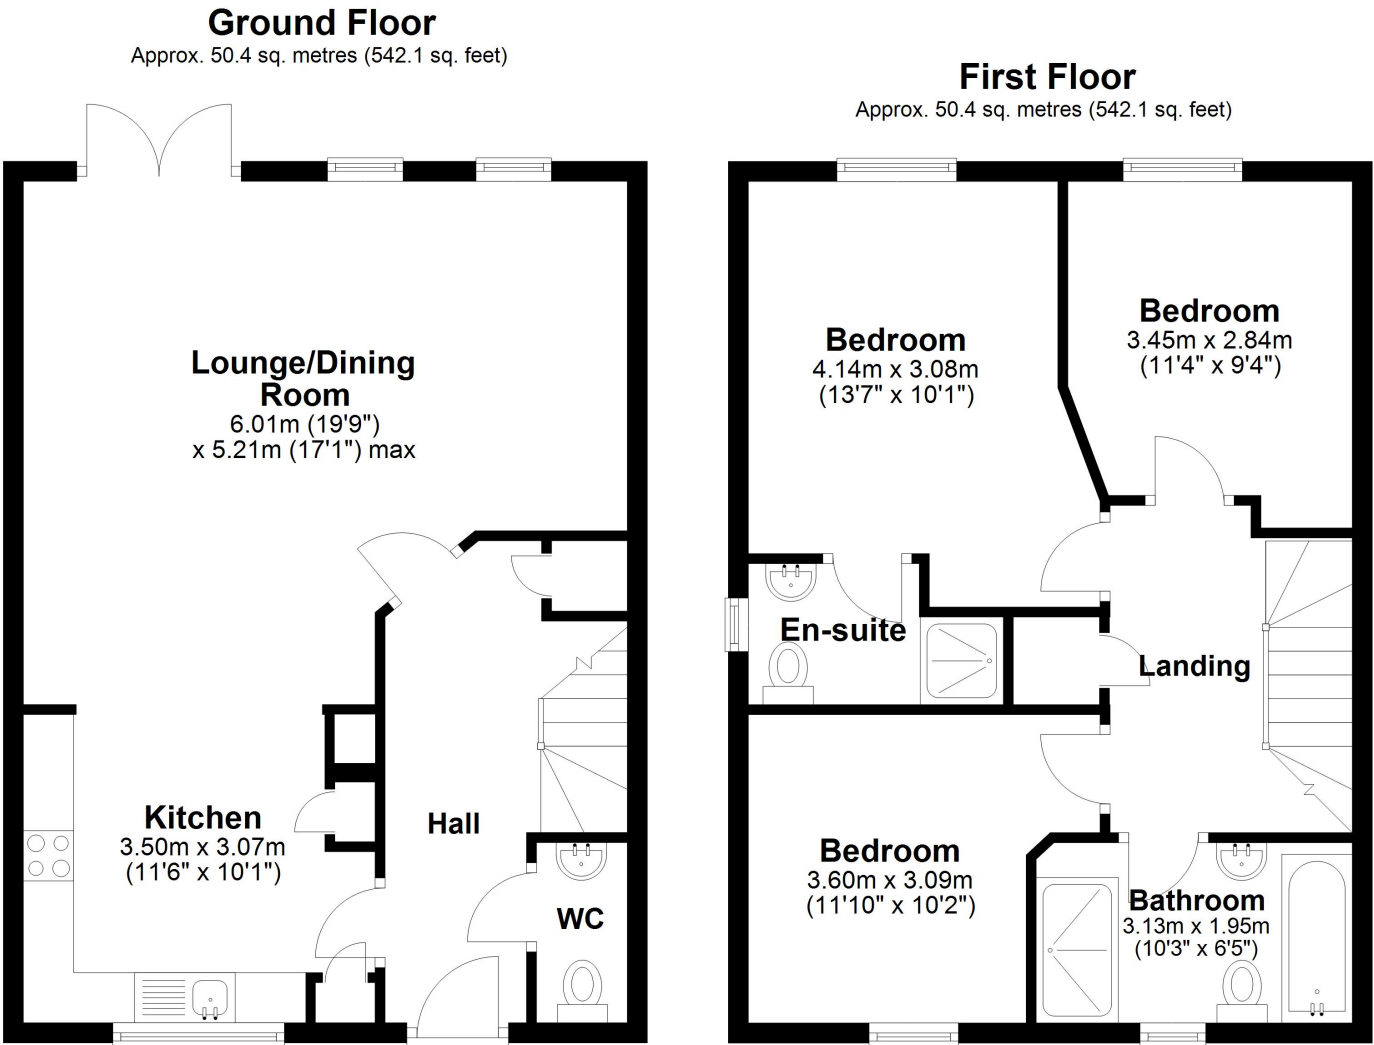 Ground Floor
Approx. 50.4 sq. metres (542.1 sq. feet)
Lounge/Dining
Room
6.01m (19'9")
x 5.21m (17'1") max
Kitchen
3.50m x 3.07m
(11'6" x 10'1")
Hall
WC
First Floor
Approx. 50.4 sq. metres (542.1 sq. feet)
Bedroom
4.14m x 3.08m
(13'7" x 10'1")
Bedroom
3.45m x 2.84m
(11'4" x 9'4")
En-suite
Landing
Bedroom
3.60m x 3.09m
(11'10" x 10'2")
Bathroom
3.13m x 1.95m
(10'3" x 6'5")